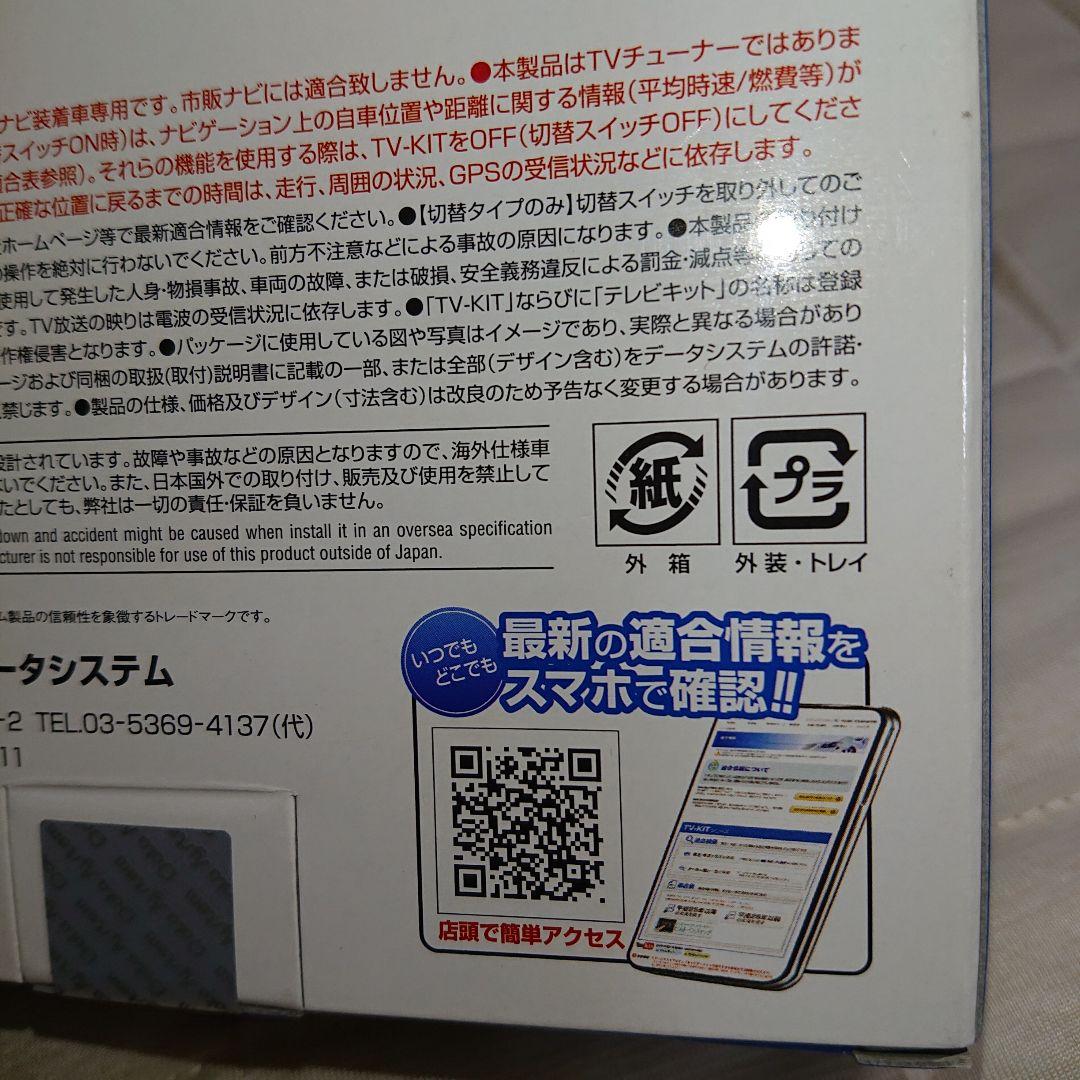 ナビ装着車専用です。市販ナビには適合致しません。●本製品はTVチューナーではありま
スイッチON時)は、ナビゲーション上の自車位置や距離に関する情報(平均時速/燃費等)が
合表参照)。それらの機能を使用する際は、TV-KITをOFF(切替スイッチOFF)にしてくださ
正確な位置に戻るまでの時間は、走行、周囲の状況、GPSの受信状況などに依存します。
ホームページ等で最新適合情報をご確認ください。●【切替タイプのみ】切替スイッチを取り外してのご
操作を絶対に行わないでください。前方不注意などによる事故の原因になります。●本製品 付け
使用して発生した人身・物損事故、車両の故障、または破損、安全義務違反による罰金・減点等 しての
です。TV放送の映りは電波の受信状況に依存します。●「TV-KIT」ならびに「テレビキット」の名称は登録
作権侵害となります。●パッケージに使用している図や写真はイメージであり、実際と異なる場合があり
ージおよび同梱の取扱(取付)説明書に記載の一部、または全部(デザイン含む)をデータシステムの許諾・
禁じます。●製品の仕様、価格及びデザイン(寸法含む)は改良のため予告なく変更する場合があります。
設計されています。故障や事故などの原因となりますので、海外仕様車
いでください。また、日本国外での取り付け、販売及び使用を禁止して
たとしても、弊社は一切の責任・保証を負いません。
down and accident might be caused when install it in an oversea specification
cturer is not responsible for use of this product outside of Japan.
紙
外箱
プラ
外装・トレイ
ム製品の信頼性を象徴するトレードマークです。
ータシステム
-2 TEL.03-5369-4137(代)
11
いつでも
どこでも
最新の適合情報を
スマホで確認!!
店頭で簡単アクセス
TV-KITシリーズ